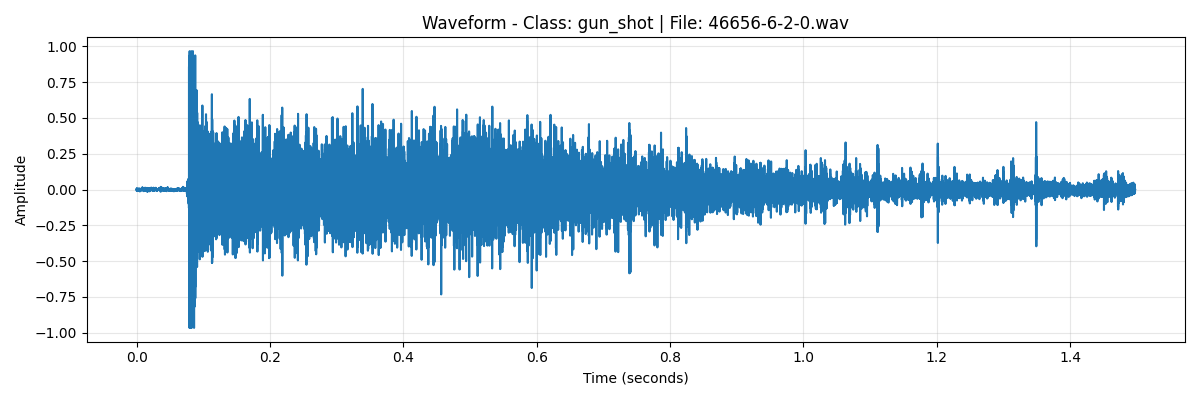 Waveform - Class: gun_shot | File: 46656-6-2-0.wav
1.00
0.75
0.50
0.25
0.00
−0.25
−0.50
−0.75
−1.00
Amplitude
0.0 0.2 0.4 0.6 0.8 1.0 1.2 1.4
Time (seconds)